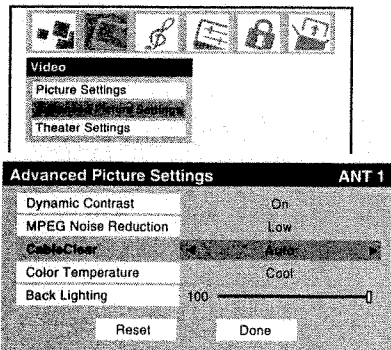 Video
Picture Settings
Advanced Picture Settings
Theater Settings
Advanced Picture Settings ANT 1
Dynamic Contrast On
MPEG Noise Reduction Low
CableClear Auto
Color Temperature Cool
Back Lighting 100
Reset Done